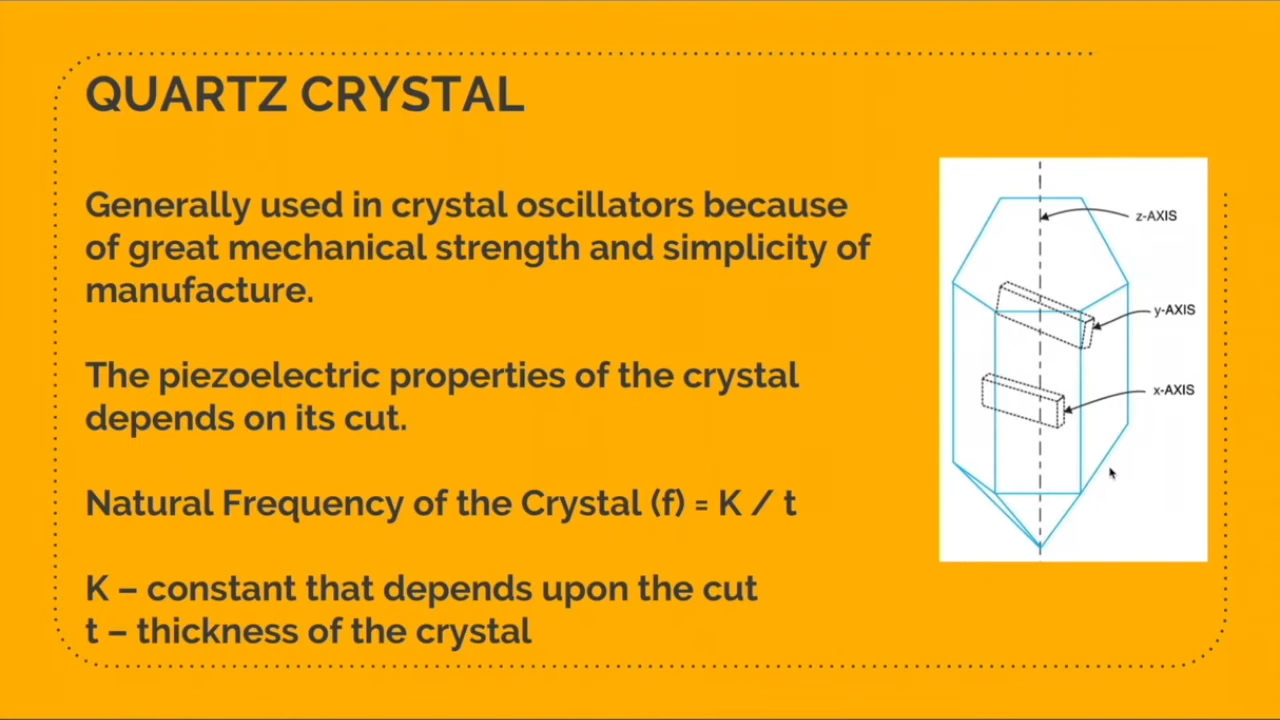 QUARTZ CRYSTAL
Generally used in crystal oscillators because
of great mechanical strength and simplicity of
manufacture.
The piezoelectric properties of the crystal
depends on its cut.
Natural Frequency of the Crystal (f) = K / t
K – constant that depends upon the cut
t – thickness of the crystal
z-AXIS
y-AXIS
x-AXIS